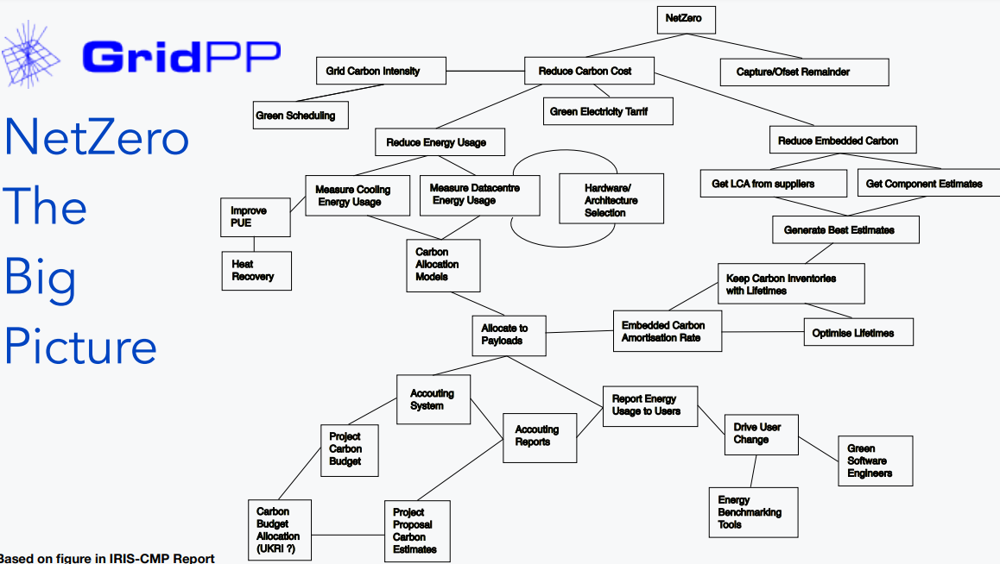 GridPP
NetZero
The
Big
Picture
NetZero
Grid Carbon Intensity
Reduce Carbon Cost
Capture/Ofset Remainder
Green Scheduling
Green Electricity Tarrif
Reduce Energy Usage
Reduce Embedded Carbon
Measure Cooling
Energy Usage
Measure Datacentre
Energy Usage
Hardware/
Architecture
Selection
Get LCA from suppliers
Get Component Estimates
Improve
PUE
Generate Best Estimates
Heat
Recovery
Carbon
Allocation
Models
Keep Carbon Inventories
with Lifetimes
Allocate to
Payloads
Embedded Carbon
Amortisation Rate
Optimise Lifetimes
Accouting
System
Report Energy
Usage to Users
Accouting
Reports
Drive User
Change
Project
Carbon
Budget
Green
Software
Engineers
Carbon
Budget
Allocation
(UKRI ?)
Project
Proposal
Carbon
Estimates
Energy
Benchmarking
Tools
Based on figure in IRIS-CMP Report